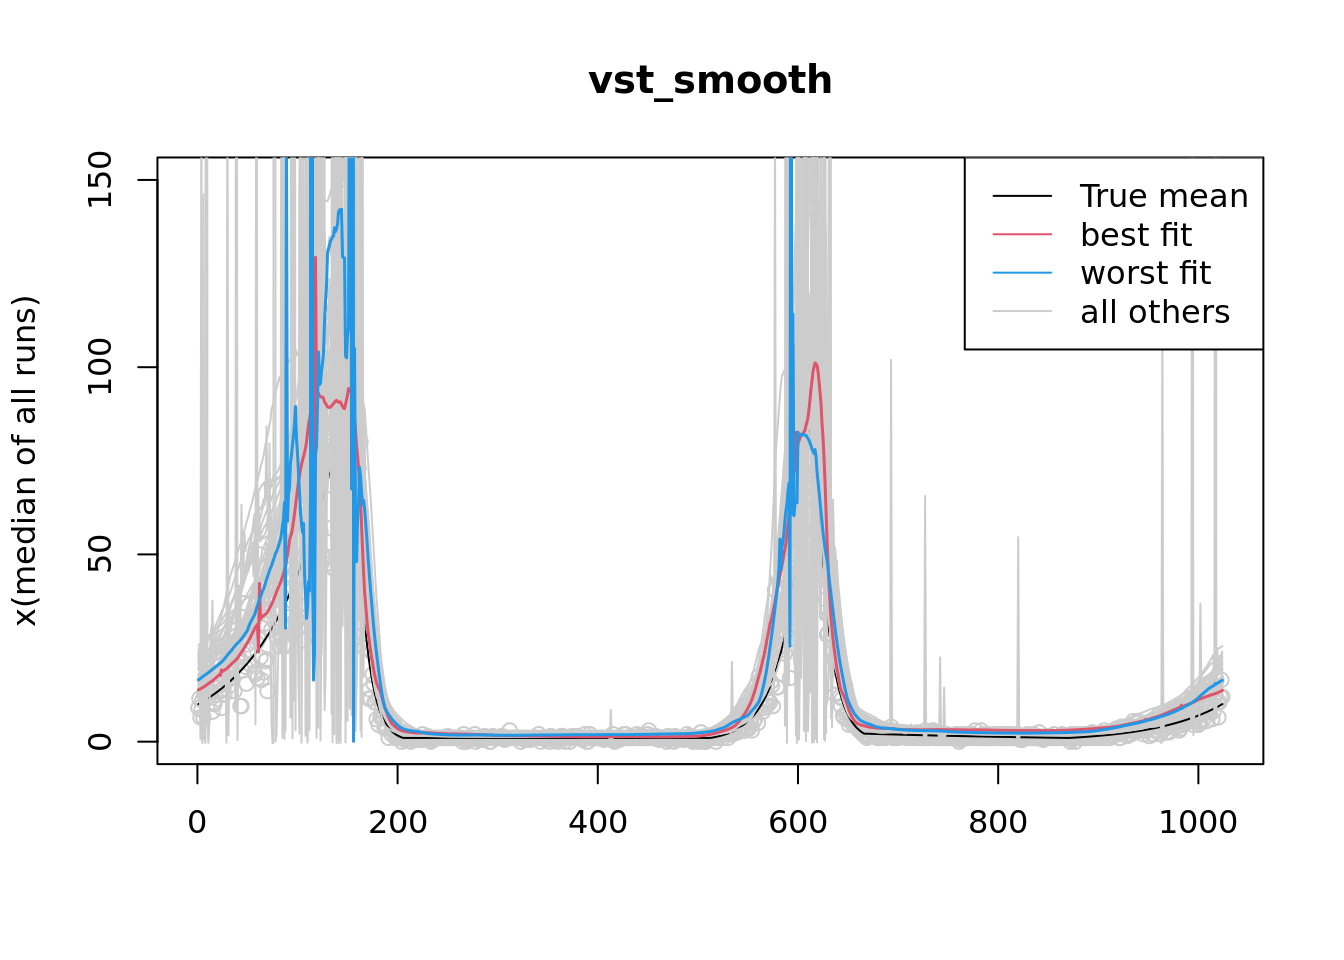 vst_smooth
x(median of all runs)
150
100
50
0
True mean
best fit
worst fit
all others
0 200 400 600 800 1000